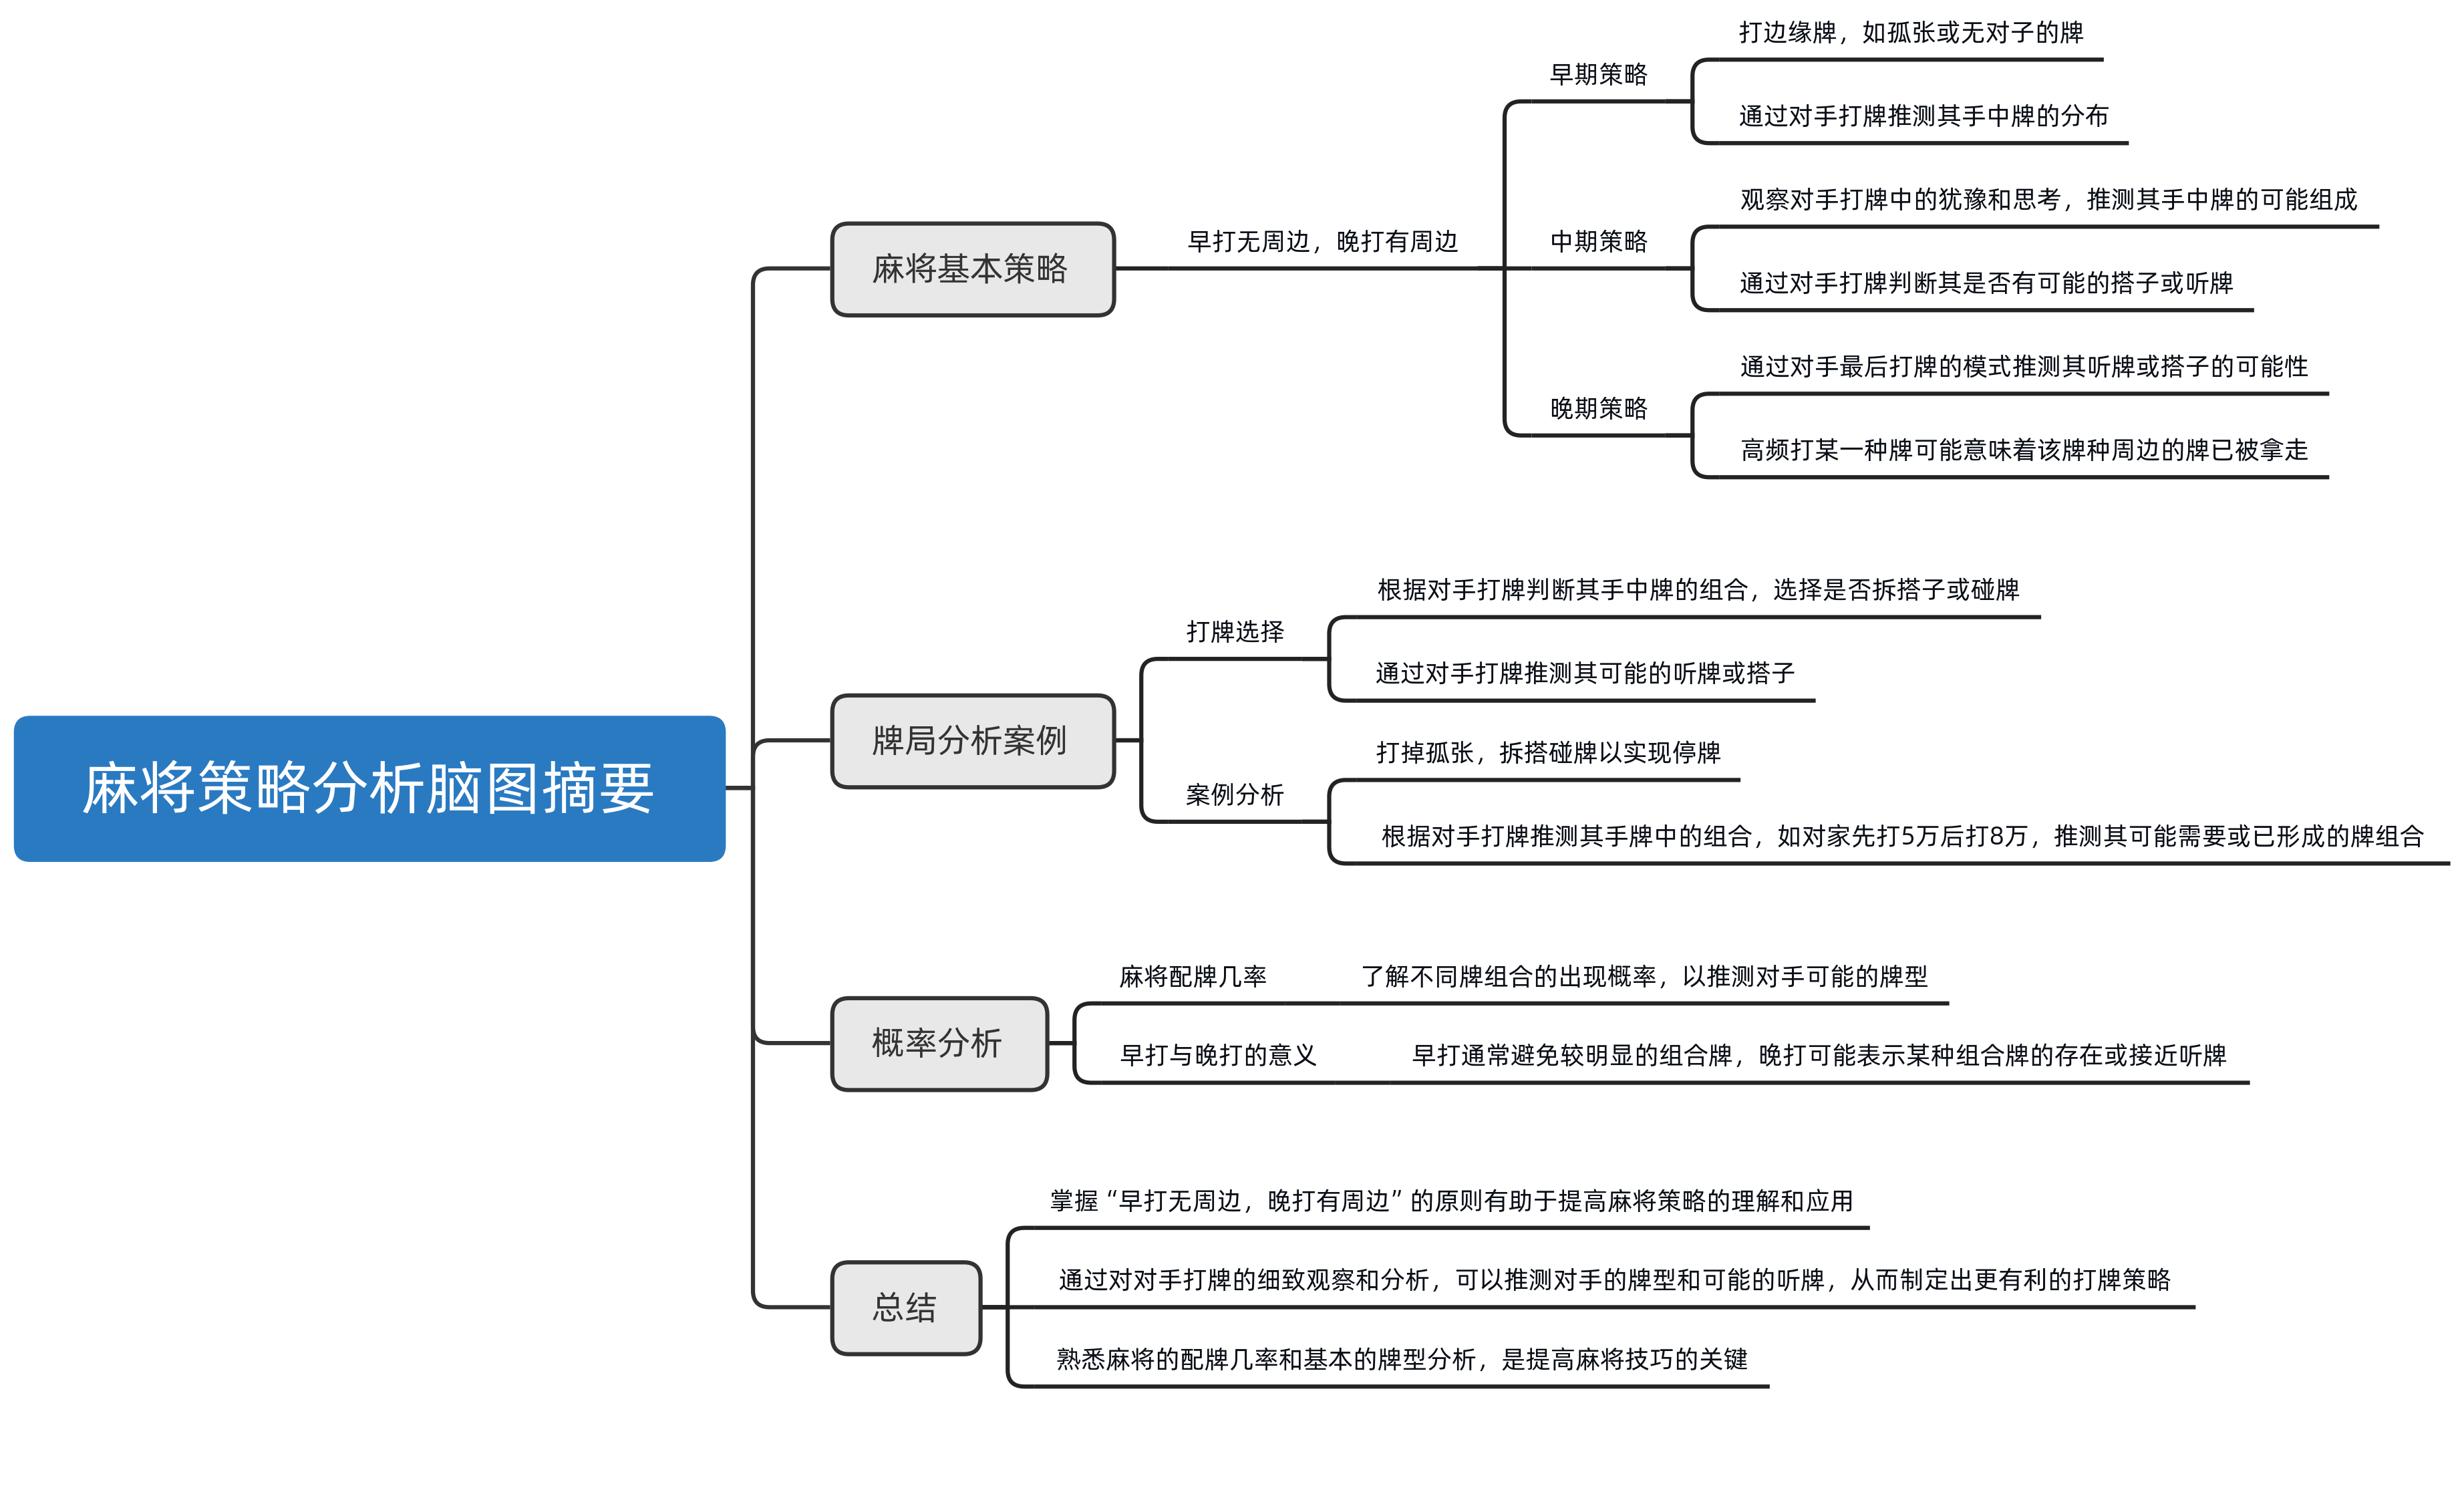 麻将策略分析脑图摘要
麻将基本策略
早打无周边，晚打有周边
早期策略
打边缘牌，如孤张或无对子的牌
通过对手打牌推测其手中牌的分布
中期策略
观察对手打牌中的犹豫和思考，推测其手中牌的可能组成
通过对手打牌判断其是否有可能的搭子或听牌
晚期策略
通过对手最后打牌的模式推测其听牌或搭子的可能性
高频打某一种牌可能意味着该牌种周边的牌已被拿走
牌局分析案例
打牌选择
根据对手打牌判断其手中牌的组合，选择是否拆搭子或碰牌
通过对手打牌推测其可能的听牌或搭子
案例分析
打掉孤张，拆搭碰牌以实现停牌
根据对手打牌推测其手牌中的组合，如对家先打5万后打8万，推测其可能需要或已形成的牌组合
概率分析
麻将配牌几率
了解不同牌组合的出现概率，以推测对手可能的牌型
早打与晚打的意义
早打通常避免较明显的组合牌，晚打可能表示某种组合牌的存在或接近听牌
总结
掌握“早打无周边，晚打有周边”的原则有助于提高麻将策略的理解和应用
通过对对手打牌的细致观察和分析，可以推测对手的牌型和可能的听牌，从而制定出更有利的打牌策略
熟悉麻将的配牌几率和基本的牌型分析，是提高麻将技巧的关键